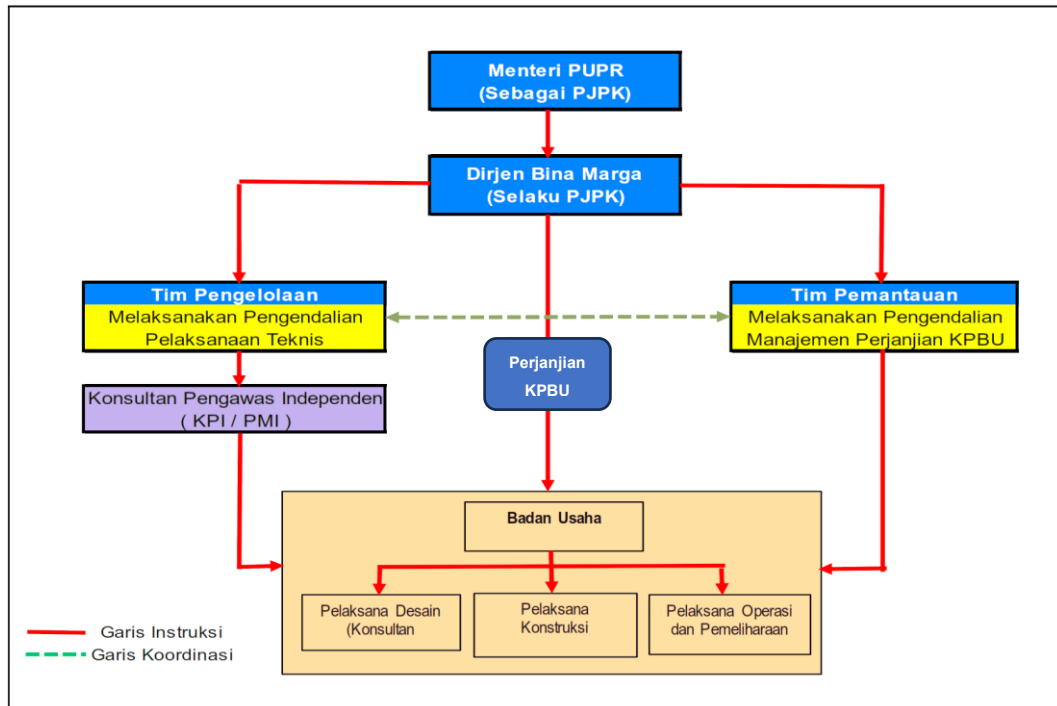 Menteri PUPR
(Sebagai PJPK)
Dirjen Bina Marga
(Selaku PJPK)
Tim Pengelolaan
Melaksanakan Pengendalian
Pelaksanaan Teknis
Tim Pemantauan
Melaksanakan Pengendalian
Manajemen Perjanjian KPBU
Perjanjian
KPBU
Konsultan Pengawas Independen
( KPI / PMI )
Badan Usaha
Pelaksana Desain
(Konsultan
Pelaksana
Konstruksi
Pelaksana Operasi
dan Pemeliharaan
Garis Instruksi
Garis Koordinasi